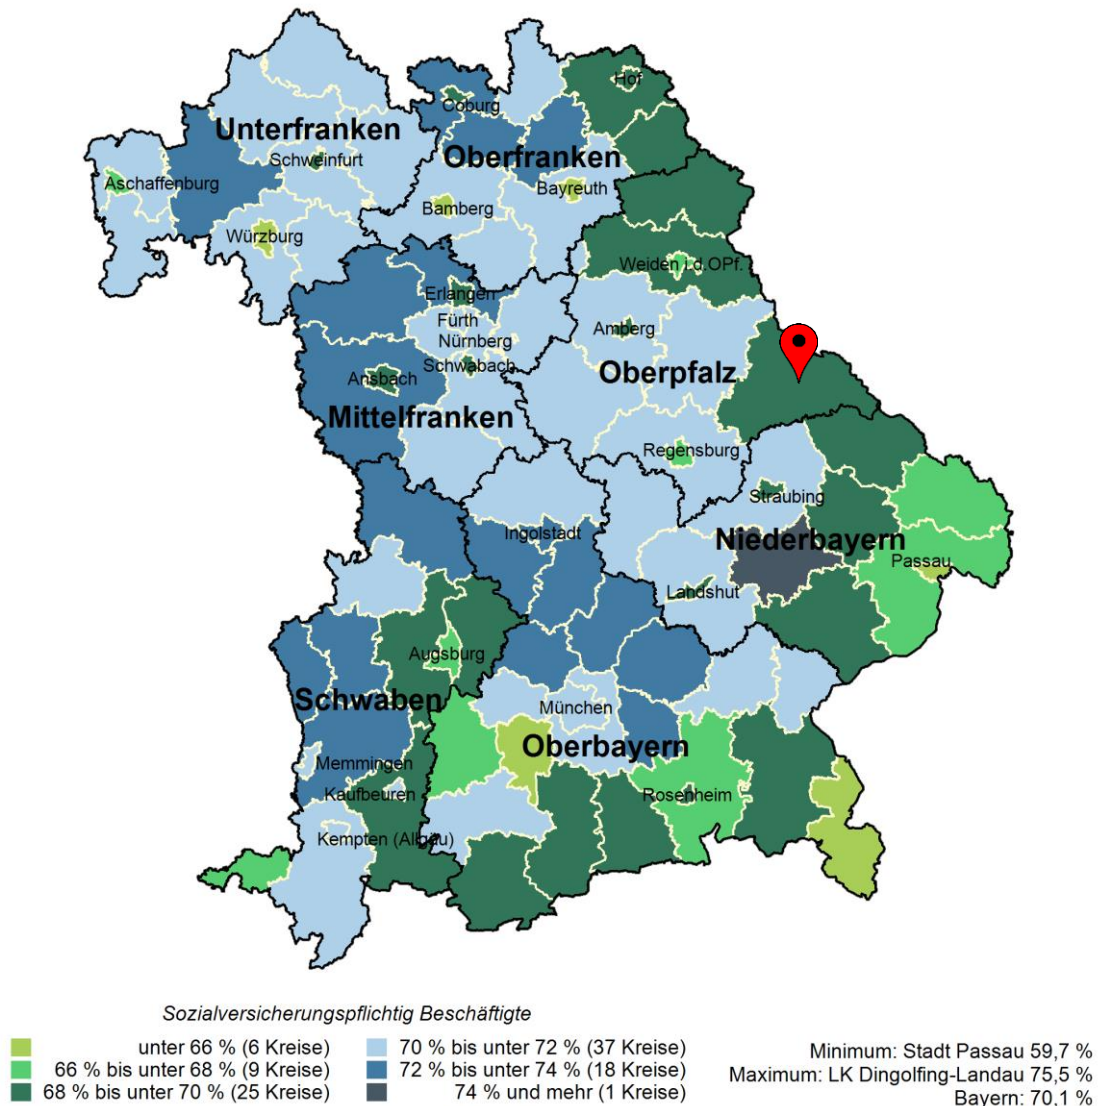 Hof
Coburg
Unterfranken
Schweinfurt
Oberfranken
Aschaffenburg
Bayreuth
Bamberg
Würzburg
Weiden i.d.OPf.
Erlangen
Fürth
Amberg
Nürnberg
Schwabach
Oberpfalz
Ansbach
Mittelfranken
Regensburg
Straubing
Ingolstadt
Niederbayern
Passau
Landshut
Augsburg
Schwaben
München
Oberbayern
Memmingen
Kaufbeuren
Rosenheim
Kempten (Allgäu)
Sozialversicherungspflichtig Beschäftigte
unter 66 % (6 Kreise)
66 % bis unter 68 % (9 Kreise)
68 % bis unter 70 % (25 Kreise)
70 % bis unter 72 % (37 Kreise)
72 % bis unter 74 % (18 Kreise)
74 % und mehr (1 Kreise)
Minimum: Stadt Passau 59,7 %
Maximum: LK Dingolfing-Landau 75,5 %
Bayern: 70,1 %